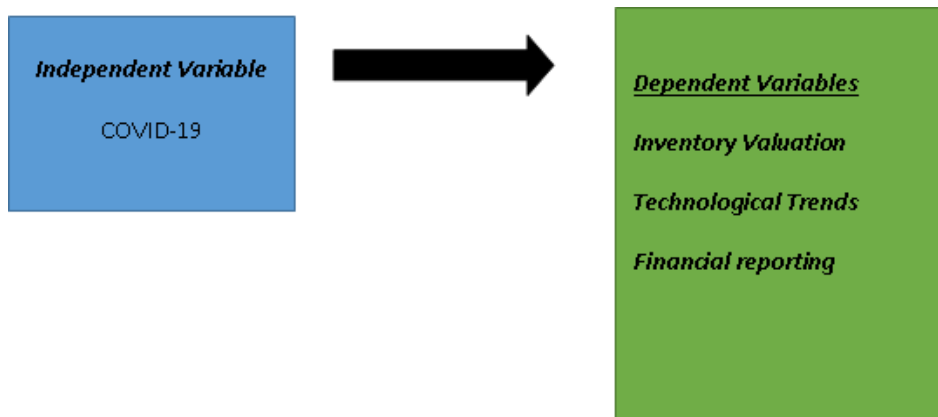 Independent Variable
COVID-19
Dependent Variables
Inventory Valuation
Technological Trends
Financial reporting